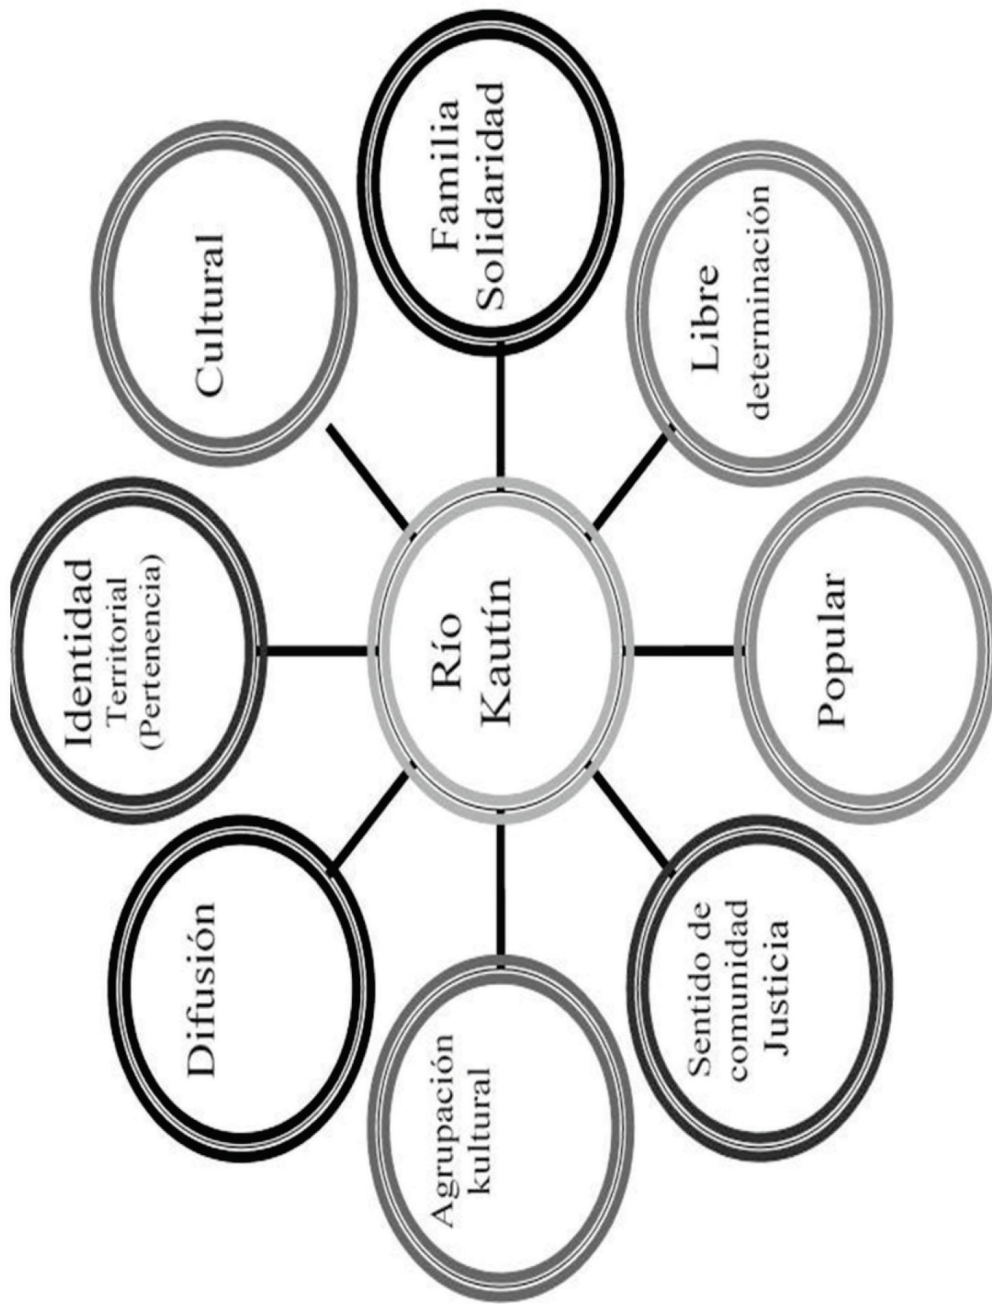 Identidad
Territorial
(Pertenencia)
Difusión
Cultural
Agrupación
kultural
Río
Kautín
Familia
Solidaridad
Sentido de
comunidad
Justicia
Libre
determinación
Popular